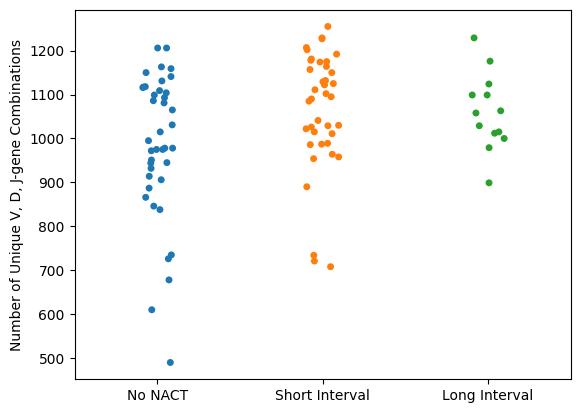 Number of Unique V, D, J-gene Combinations
1200
1100
1000
900
800
700
600
500
No NACT
Short Interval
Long Interval